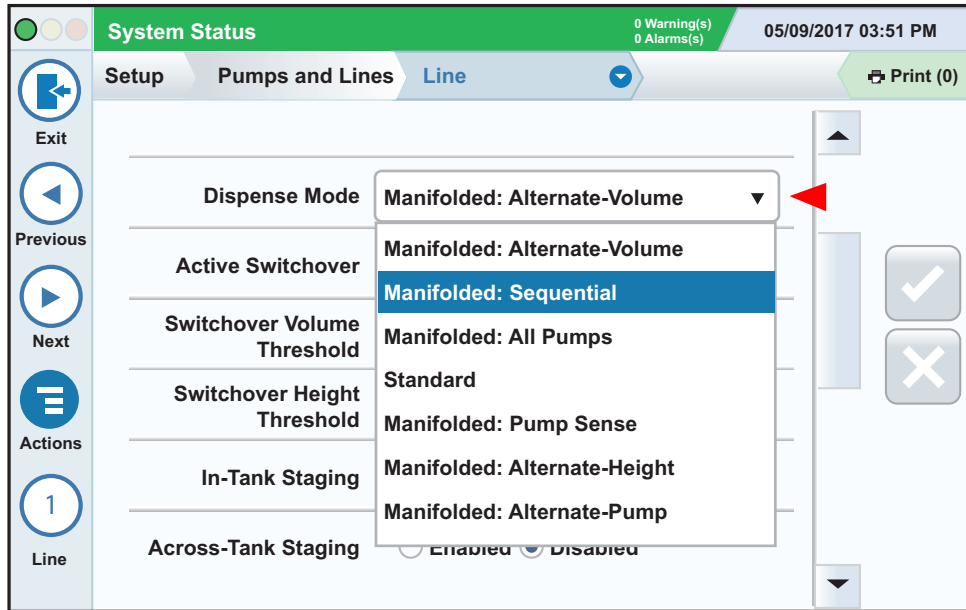 System Status
0 Warning(s)
0 Alarms(s)
05/09/2017 03:51 PM
Setup
Pumps and Lines
Line
Print (0)
Exit
Previous
Next
Actions
1
Line
Dispense Mode
Manifolded: Alternate-Volume
Manifolded: Alternate-Volume
Manifolded: Sequential
Manifolded: All Pumps
Standard
Manifolded: Pump Sense
Manifolded: Alternate-Height
Manifolded: Alternate-Pump
Active Switchover
Switchover Volume
Threshold
Switchover Height
Threshold
In-Tank Staging
Across-Tank Staging
Enabled
Disabled